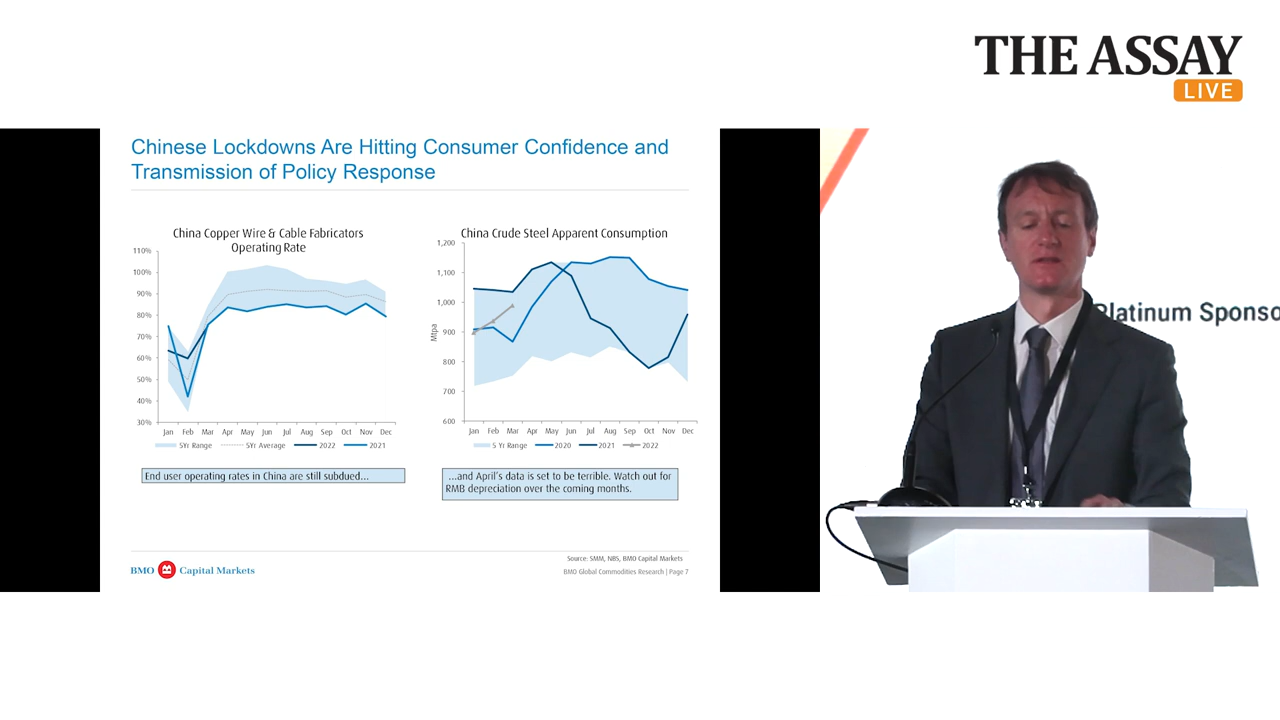 THE ASSAY
LIVE
Chinese Lockdowns Are Hitting Consumer Confidence and
Transmission of Policy Response
China Copper Wire & Cable Fabricators
Operating Rate
110%
100%
90%
80%
70%
60%
50%
40%
30%
Jan Feb Mar Apr May Jun Jul Aug Sep Oct Nov Dec
5Yr Range 5Yr Average 2022 2021
China Crude Steel Apparent Consumption
Mtpa
1,200
1,100
1,000
900
800
700
600
Jan Feb Mar Apr May Jun Jul Aug Sep Oct Nov Dec
5 Yr Range 2020 2021 2022
End user operating rates in China are still subdued...
...and April's data is set to be terrible. Watch out for
RMB depreciation over the coming months.
Source: SMM, NBS, BMO Capital Markets
BMO Capital Markets
BMO Global Commodities Research | Page 7
Platinum Sponso